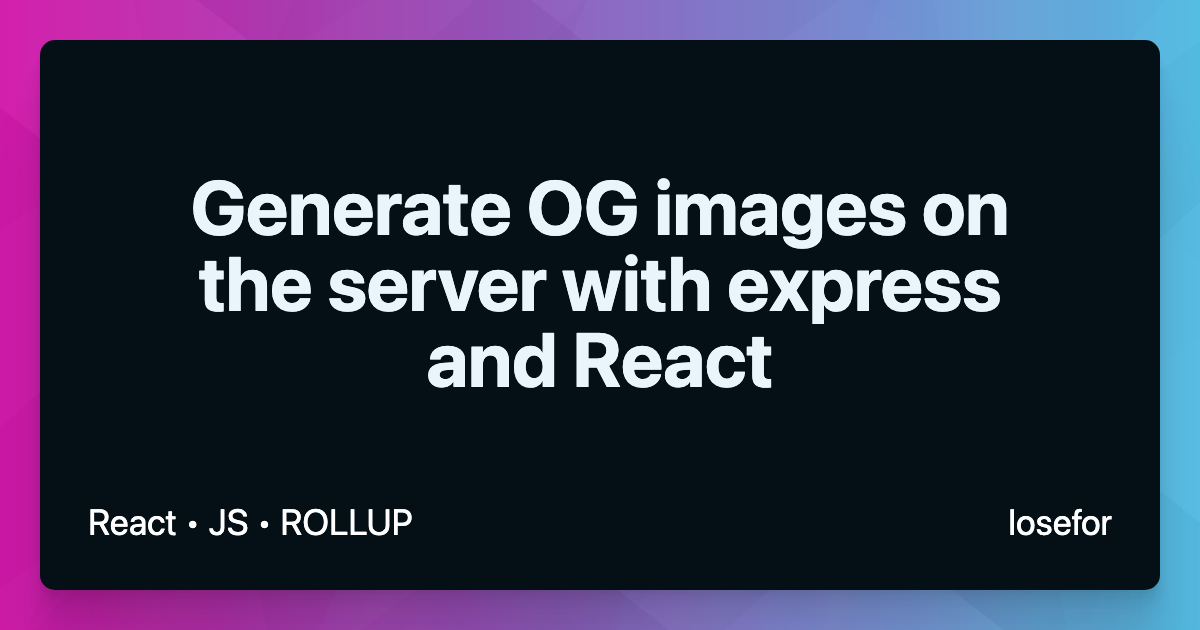 Generate OG images on
the server with express
and React
React • JS • ROLLUP
losefor